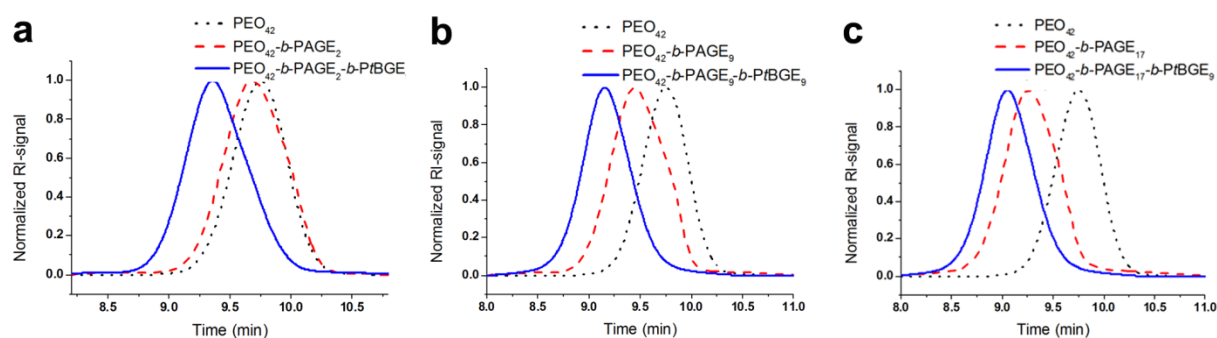 a
PEO₄₂
PEO₄₂-b-PAGE₂
PEO₄₂-b-PAGE₂-b-PtBGE
Normalized RI-signal
1.0
0.8
0.6
0.4
0.2
0.0
8.5 9.0 9.5 10.0 10.5
Time (min)
b
PEO₄₂
PEO₄₂-b-PAGE₉
PEO₄₂-b-PAGE₉-b-PtBGE₉
Normalized RI-signal
1.0
0.8
0.6
0.4
0.2
0.0
8.0 8.5 9.0 9.5 10.0 10.5 11.0
Time (min)
c
PEO₄₂
PEO₄₂-b-PAGE₁₇
PEO₄₂-b-PAGE₁₇-b-PtBGE₉
Normalized RI-signal
1.0
0.8
0.6
0.4
0.2
0.0
8.0 8.5 9.0 9.5 10.0 10.5 11.0
Time (min)